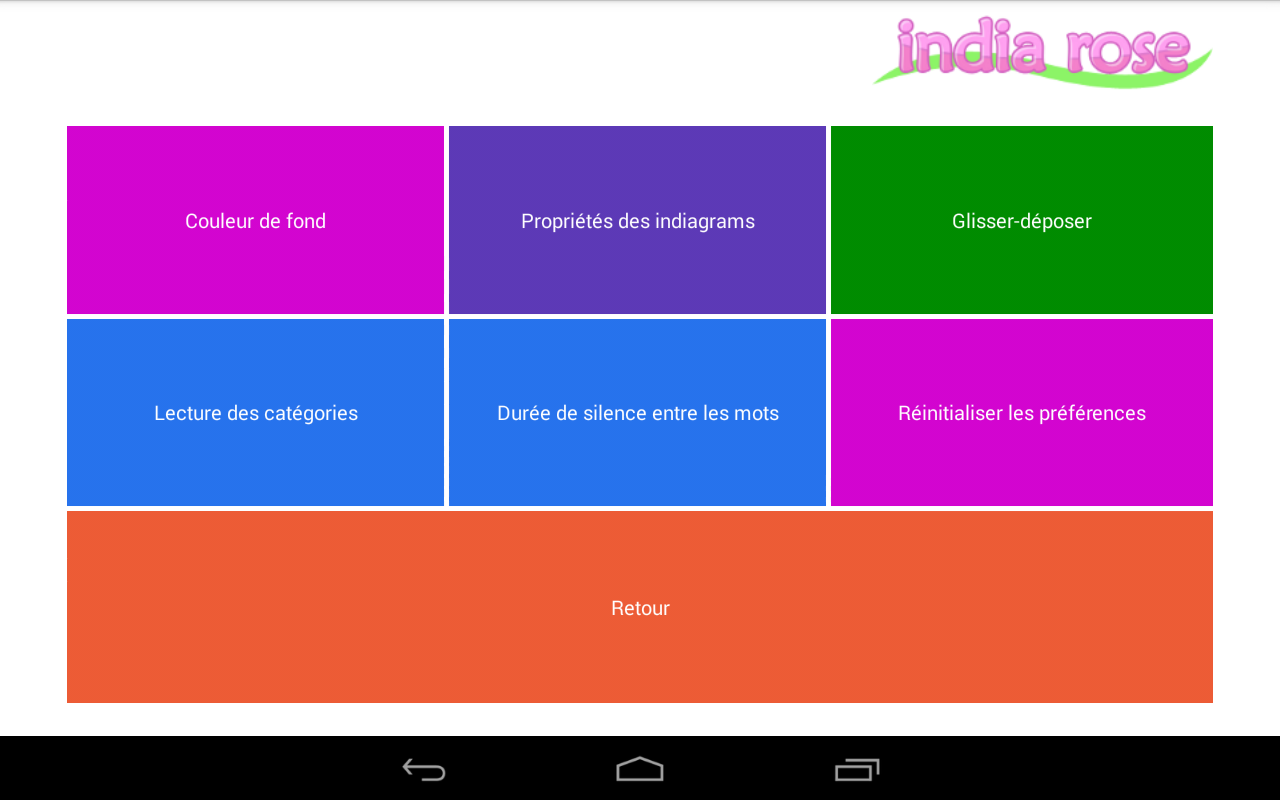 india rose
Couleur de fond
Propriétés des indiagrams
Glisser-déposer
Lecture des catégories
Durée de silence entre les mots
Réinitialiser les préférences
Retour